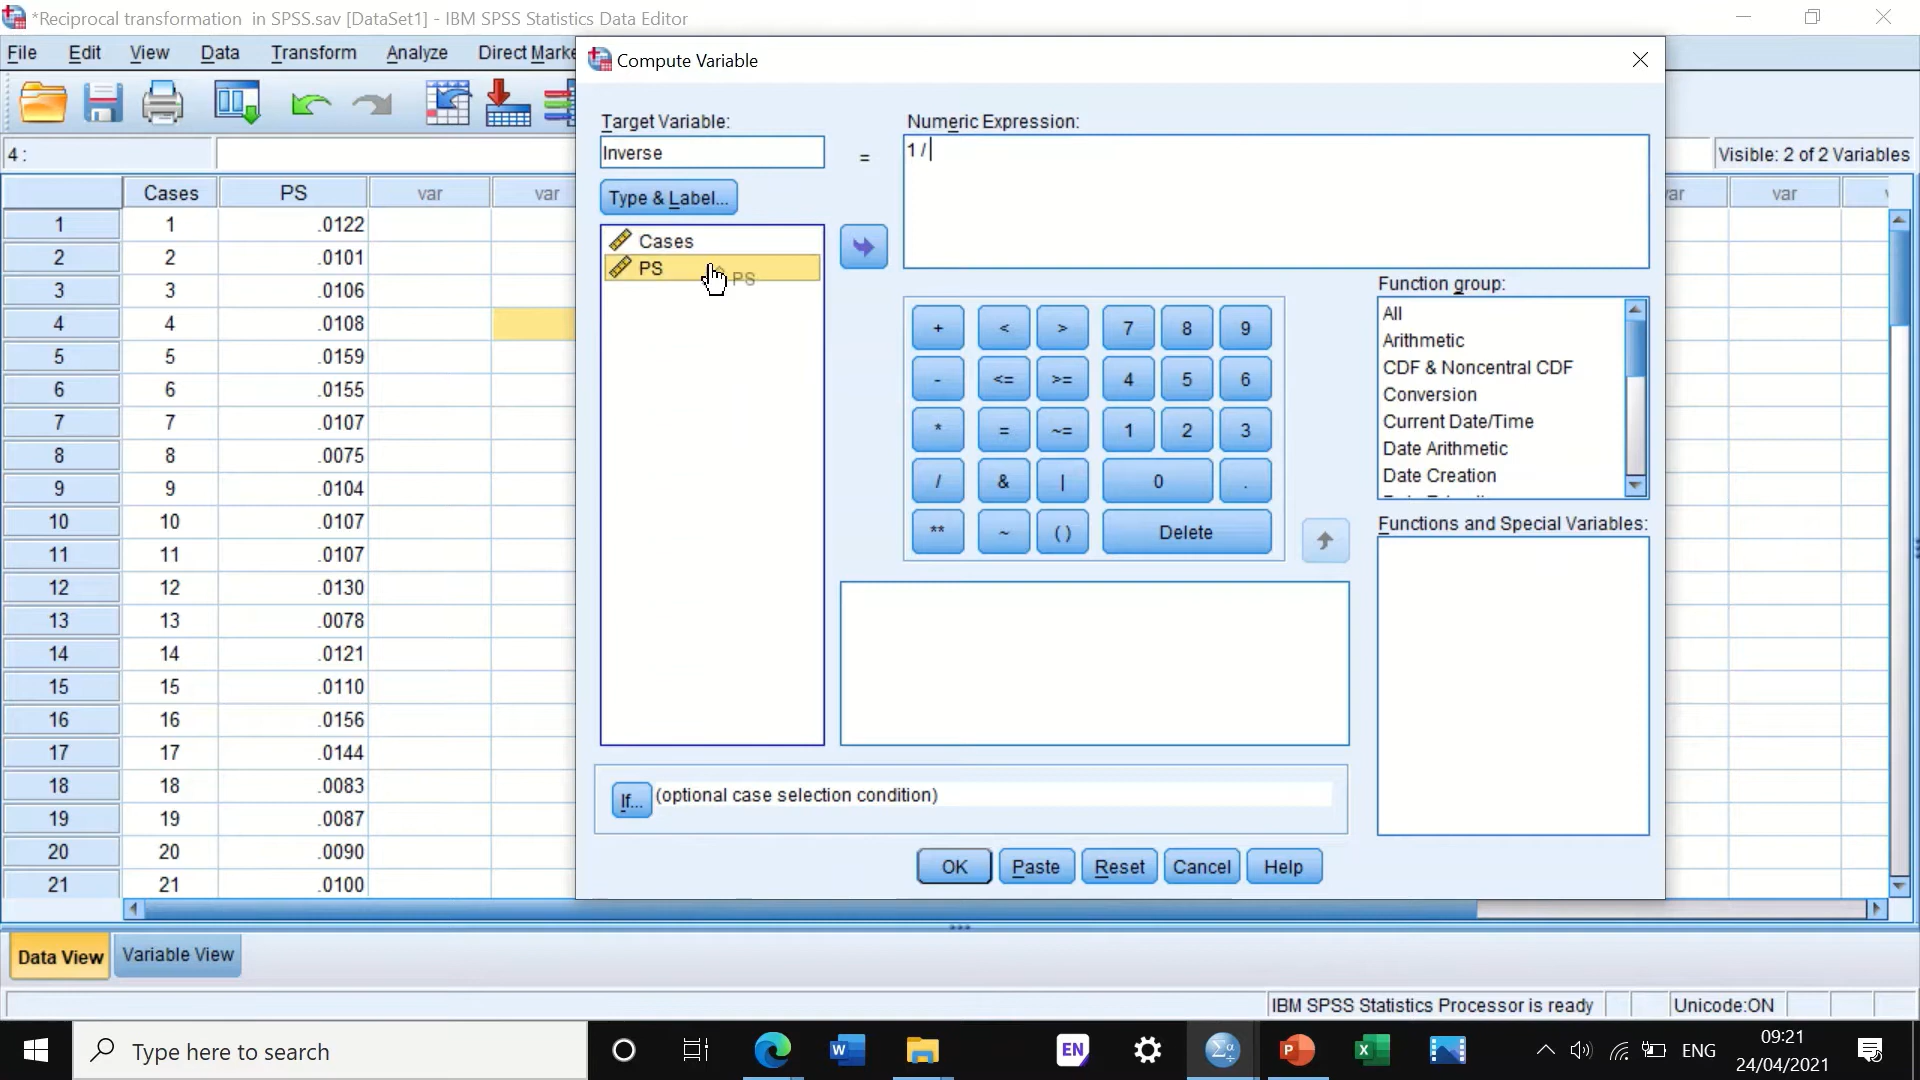 *Reciprocal transformation in SPSS.sav [DataSet1] - IBM SPSS Statistics Data Editor
File Edit View Data Transform Analyze Direct Marke
Compute Variable
4 :
Visible: 2 of 2 Variables
Cases PS var var
ar var
1 1 .0122
2 2 .0101
3 3 .0106
4 4 .0108
5 5 .0159
6 6 .0155
7 7 .0107
8 8 .0075
9 9 .0104
10 10 .0107
11 11 .0107
12 12 .0130
13 13 .0078
14 14 .0121
15 15 .0110
16 16 .0156
17 17 .0144
18 18 .0083
19 19 .0087
20 20 .0090
21 21 .0100
Target Variable:
Inverse
=
Numeric Expression:
1 /
Type & Label...
Cases
PS
PS
+ < > 7 8 9
- <= >= 4 5 6
* = ~= 1 2 3
/ & | 0 .
** ~ ( ) Delete
Function group:
All
Arithmetic
CDF & Noncentral CDF
Conversion
Current Date/Time
Date Arithmetic
Date Creation
Functions and Special Variables:
If... (optional case selection condition)
OK Paste Reset Cancel Help
Data View Variable View
IBM SPSS Statistics Processor is ready Unicode:ON
Type here to search
EN
ENG
09:21
24/04/2021